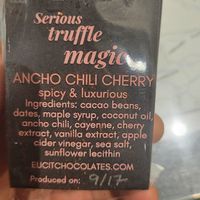 Serious
truffle
magic
ANCHO CHILI CHERRY
spicy & luxurious
Ingredients: cacao beans,
dates, maple syrup, coconut oil,
ancho chili, cayenne, cherry
extract, vanilla extract, apple
cider vinegar, sea salt,
sunflower lecithin
EUCITCHOCOLATES.COM
Produced on: 9/17